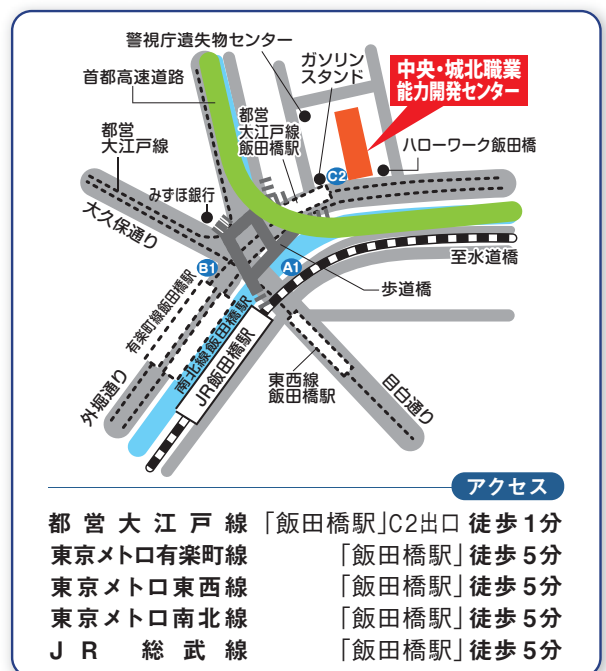 警視庁遺失物センター
ガソリン
スタンド
中央・城北職業
能力開発センター
首都高速道路
都営
大江戸線
飯田橋駅
都営
大江戸線
ハローワーク飯田橋
C2
みずほ銀行
大久保通り
至水道橋
B1
A1
歩道橋
有楽町線飯田橋駅
南北線飯田橋駅
JR飯田橋駅
東西線
飯田橋駅
外堀通り
目白通り
アクセス
都営大江戸線 「飯田橋駅」C2出口 徒歩1分
東京メトロ有楽町線 「飯田橋駅」徒歩5分
東京メトロ東西線 「飯田橋駅」徒歩5分
東京メトロ南北線 「飯田橋駅」徒歩5分
JR 総武線 「飯田橋駅」徒歩5分